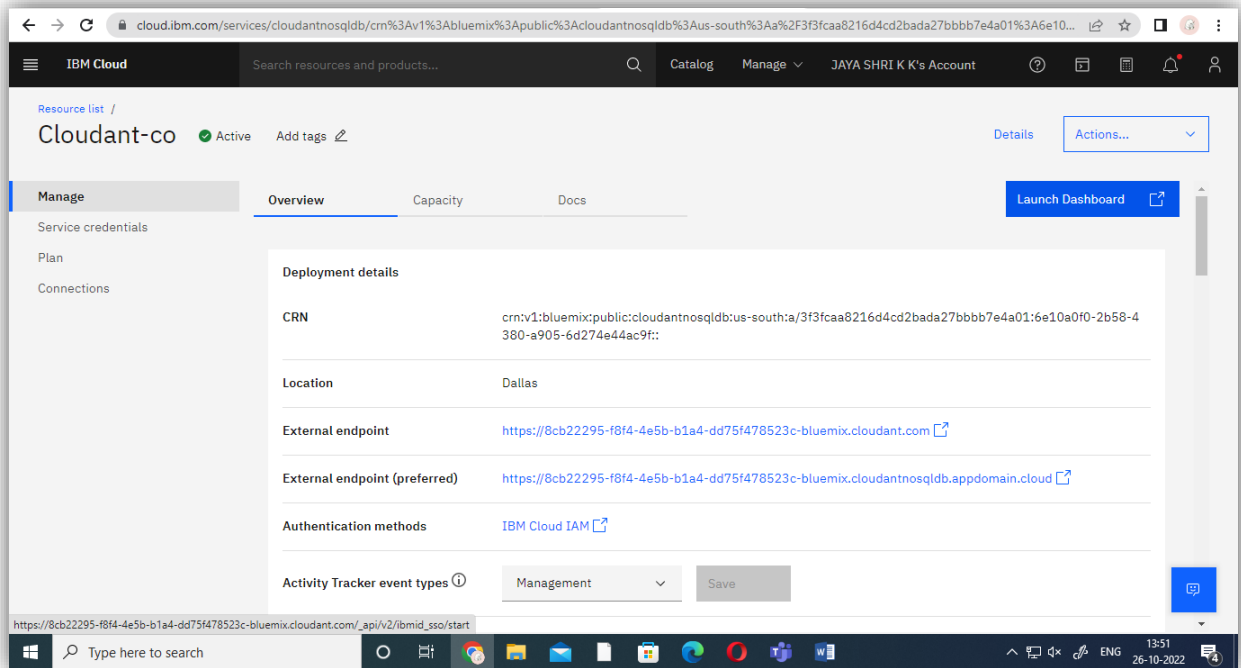 cloud.ibm.com/services/cloudantnosqldb/crn%3Av1%3Abluemix%3Apublic%3Acloudantnosqldb%3Aus-south%3Aa%2F3f3fcaa8216d4cd2bada27bbbb7e4a01%3A6e10...
IBM Cloud
Search resources and products...
Catalog
Manage
JAYA SHRI K K's Account
Resource list /
Cloudant-co
Active
Add tags
Details
Actions...
Manage
Service credentials
Plan
Connections
Overview
Capacity
Docs
Launch Dashboard
Deployment details
CRN
crn:v1:bluemix:public:cloudantnosqldb:us-south:a/3f3fcaa8216d4cd2bada27bbbb7e4a01:6e10a0f0-2b58-4
380-a905-6d274e44ac9f::
Location
Dallas
External endpoint
https://8cb22295-f8f4-4e5b-b1a4-dd75f478523c-bluemix.cloudant.com
External endpoint (preferred)
https://8cb22295-f8f4-4e5b-b1a4-dd75f478523c-bluemix.cloudantnosqldb.appdomain.cloud
Authentication methods
IBM Cloud IAM
Activity Tracker event types
Management
Save
https://8cb22295-f8f4-4e5b-b1a4-dd75f478523c-bluemix.cloudant.com/_api/v2/ibmid_sso/start
Type here to search
ENG
13:51
26-10-2022
4